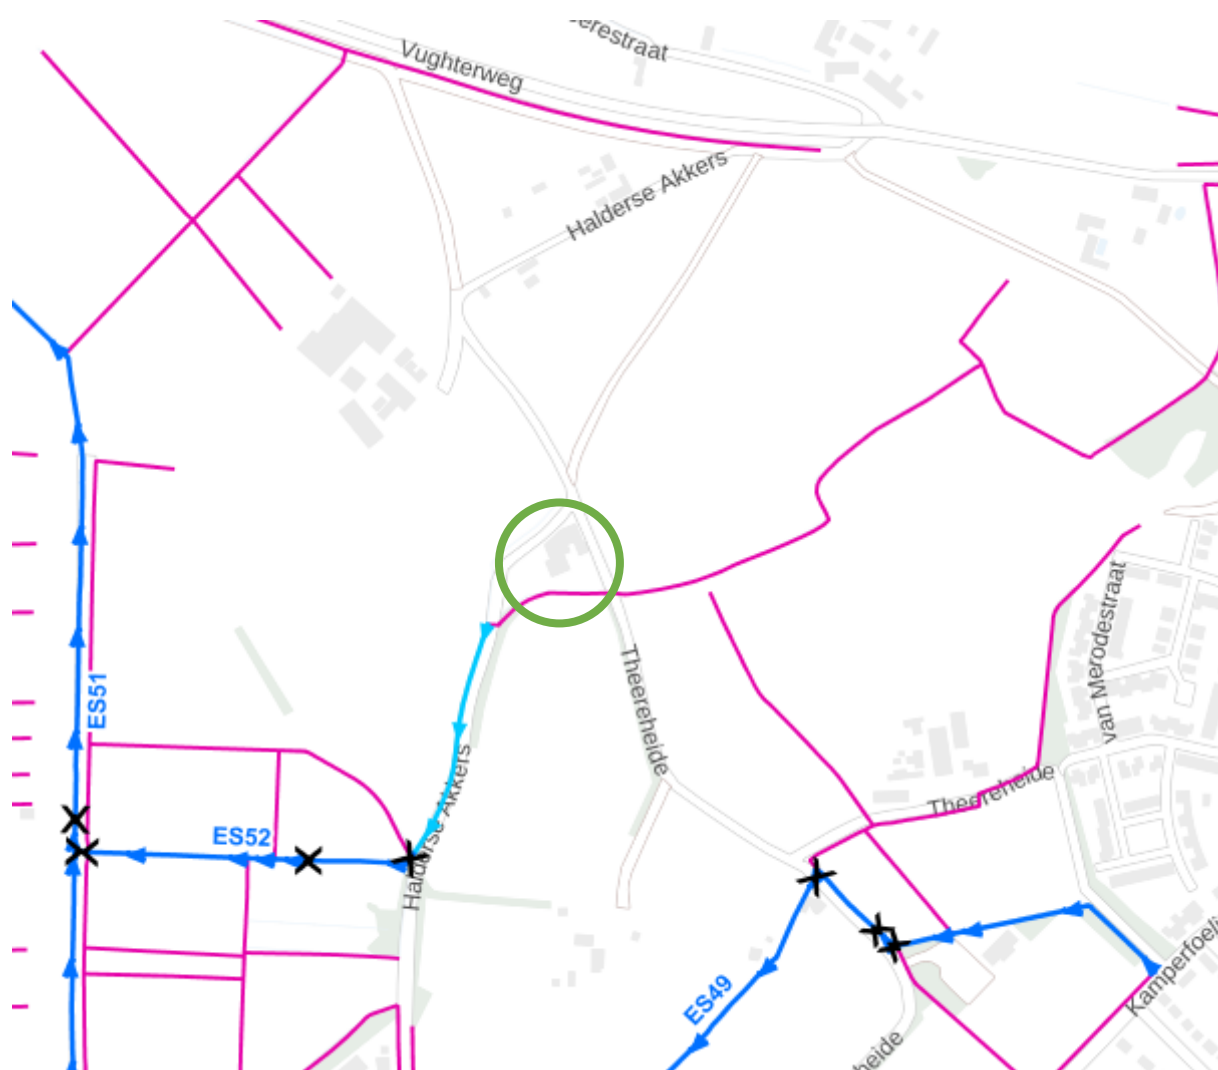 Vughterweg
Halderse Akkers
ES51
Theereheide
van Merodestraat
Theereheide
ES52
Halderse Akkers
ES49